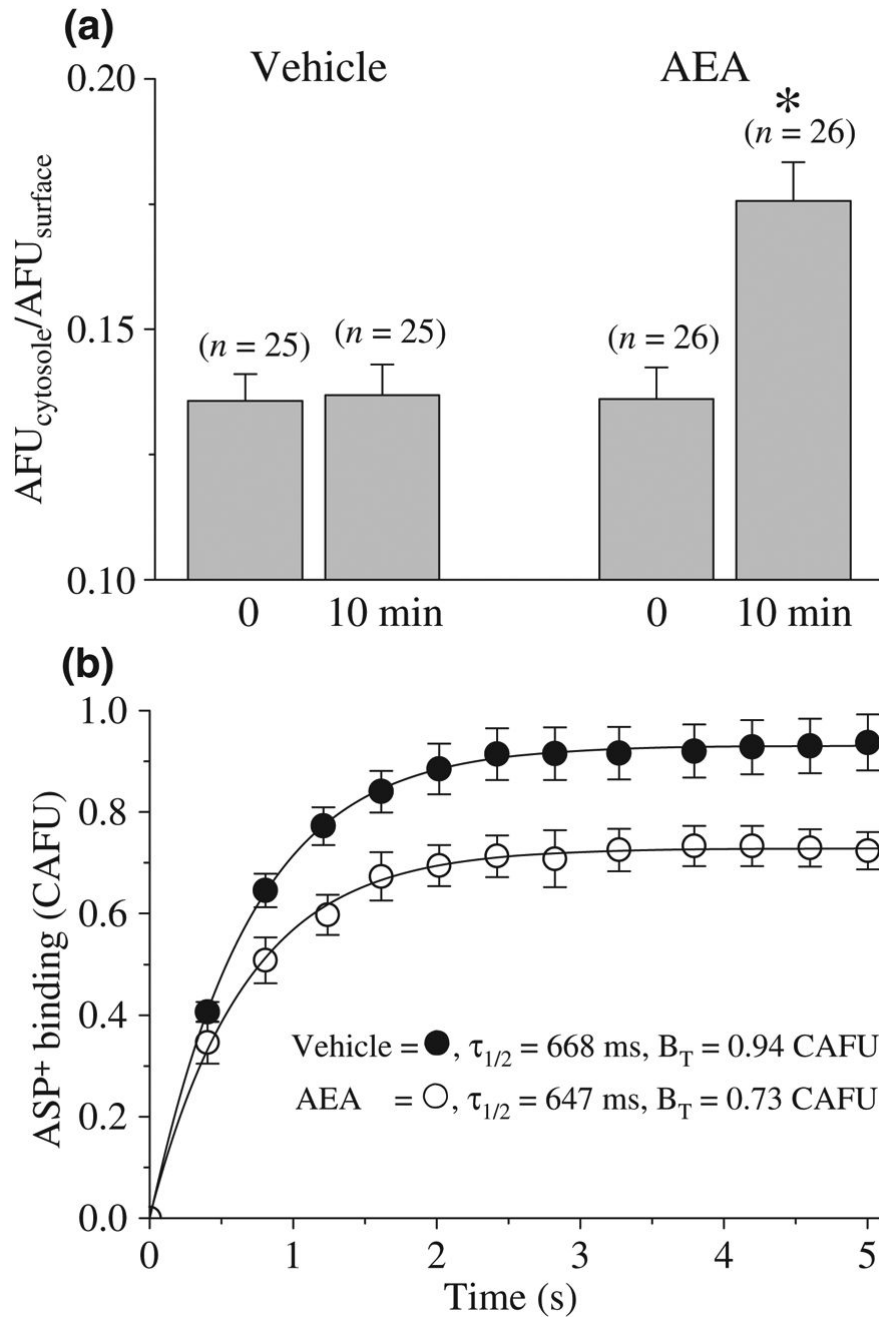 (a)
Vehicle AEA
0.20
*
(n = 26)
(n = 25) (n = 25) (n = 26)
0.15
0.10
AFUcytosole/AFUsurface
0 10 min 0 10 min
(b)
1.0
0.8
0.6
0.4
0.2
0.0
ASP+ binding (CAFU)
Vehicle = ●, τ1/2 = 668 ms, BT = 0.94 CAFU
AEA = ○, τ1/2 = 647 ms, BT = 0.73 CAFU
0 1 2 3 4 5
Time (s)